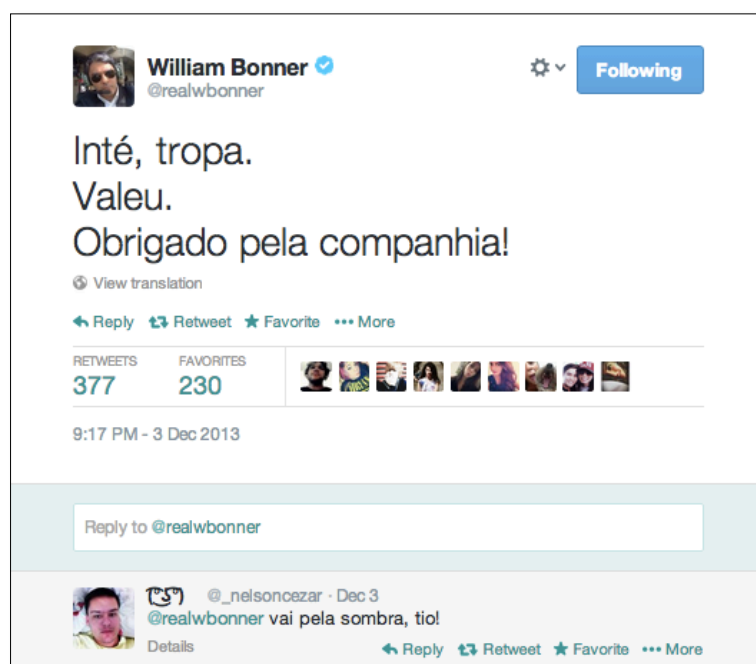 William Bonner
@realwbonner
Following
Inté, tropa.
Valeu.
Obrigado pela companhia!
View translation
Reply Retweet Favorite More
RETWEETS FAVORITES
377 230
9:17 PM - 3 Dec 2013
Reply to @realwbonner
( ͡° ͜ʖ ͡°) @_nelsoncezar · Dec 3
@realwbonner vai pela sombra, tio!
Details Reply Retweet Favorite More